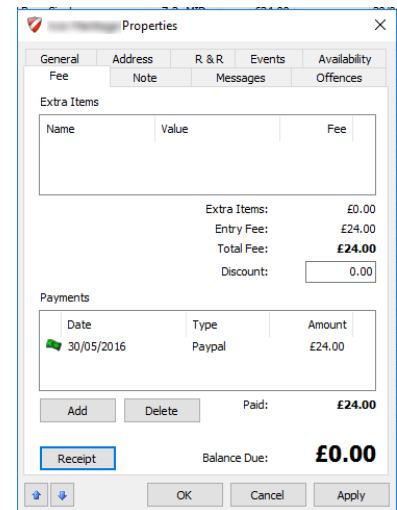 Properties
General Address R & R Events Availability
Fee Note Messages Offences
Extra Items
Name Value Fee
Extra Items: £0.00
Entry Fee: £24.00
Total Fee: £24.00
Discount: 0.00
Payments
Date Type Amount
30/05/2016 Paypal £24.00
Add Delete Paid: £24.00
Receipt Balance Due: £0.00
OK Cancel Apply